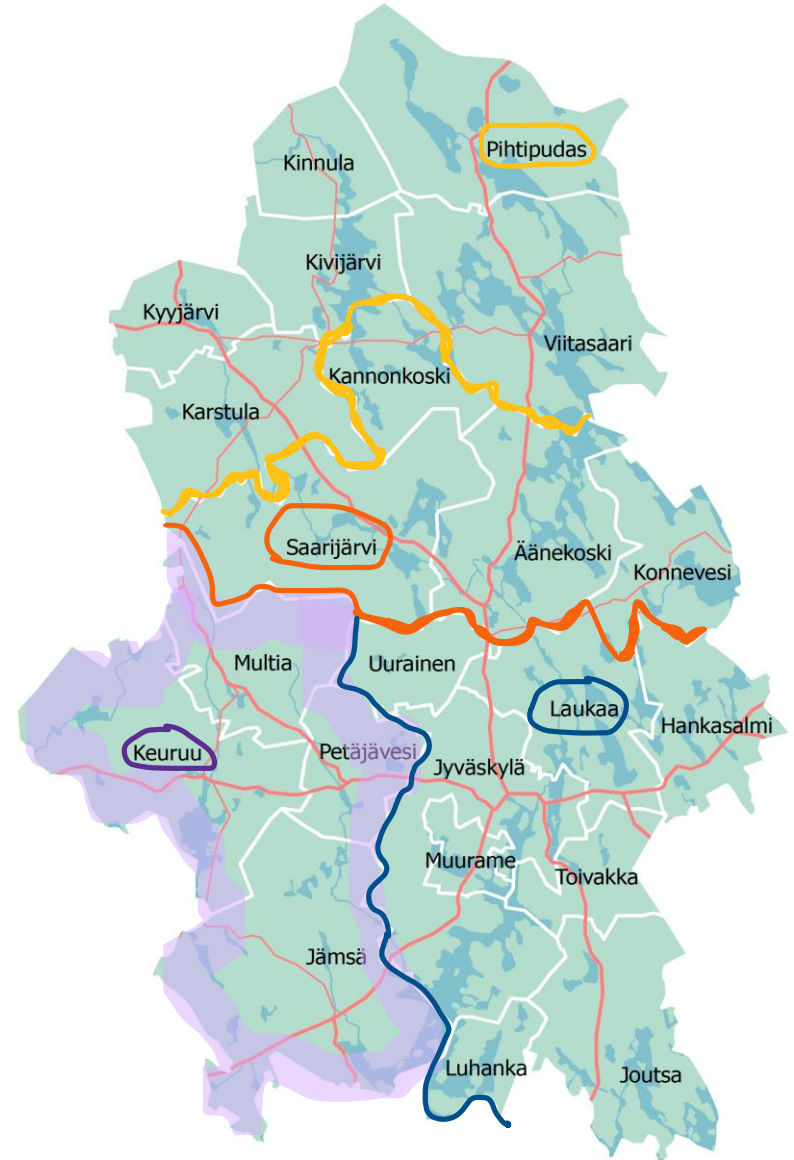 Pihtipudas
Kinnula
Kivijärvi
Kyyjärvi
Viitasaari
Kannonkoski
Karstula
Saarijärvi
Äänekoski
Konnevesi
Multia
Uurainen
Laukaa
Hankasalmi
Keuruu
Petäjävesi
Jyväskylä
Muurame
Toivakka
Jämsä
Luhanka
Joutsa